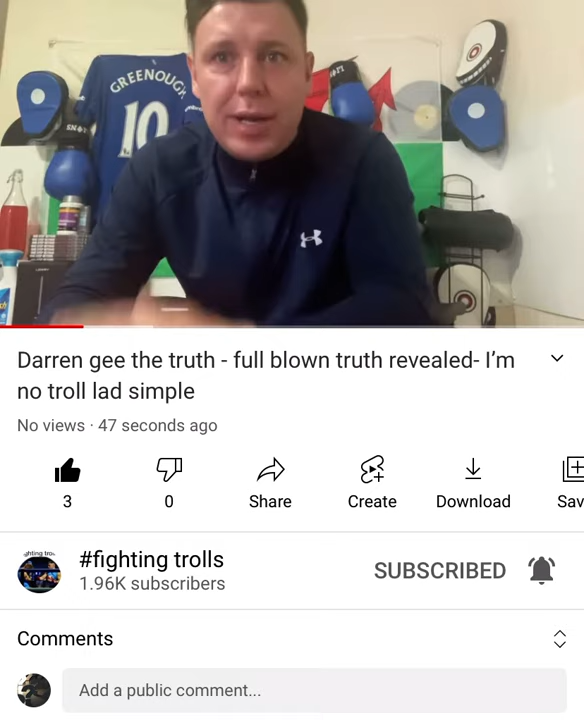 GREENOUGH
10
Darren gee the truth - full blown truth revealed- I’m
no troll lad simple
No views · 47 seconds ago
3
0
Share
Create
Download
Sav
#fighting trolls
1.96K subscribers
SUBSCRIBED
Comments
Add a public comment...